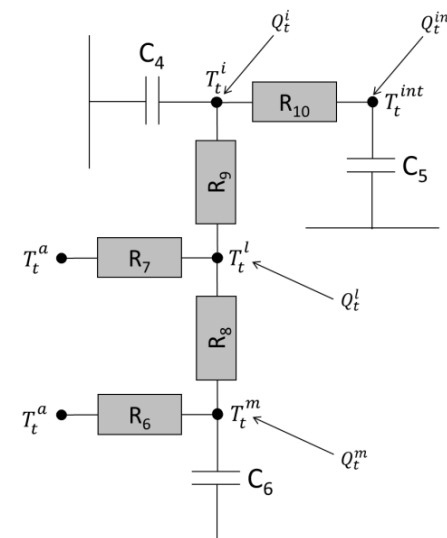 Q_t^i
Q_t^in
C₄
T_t^i
T_t^int
R₁₀
C₅
R₉
T_t^a
R₇
T_t^l
Q_t^l
R₈
T_t^a
R₆
T_t^m
Q_t^m
C₆